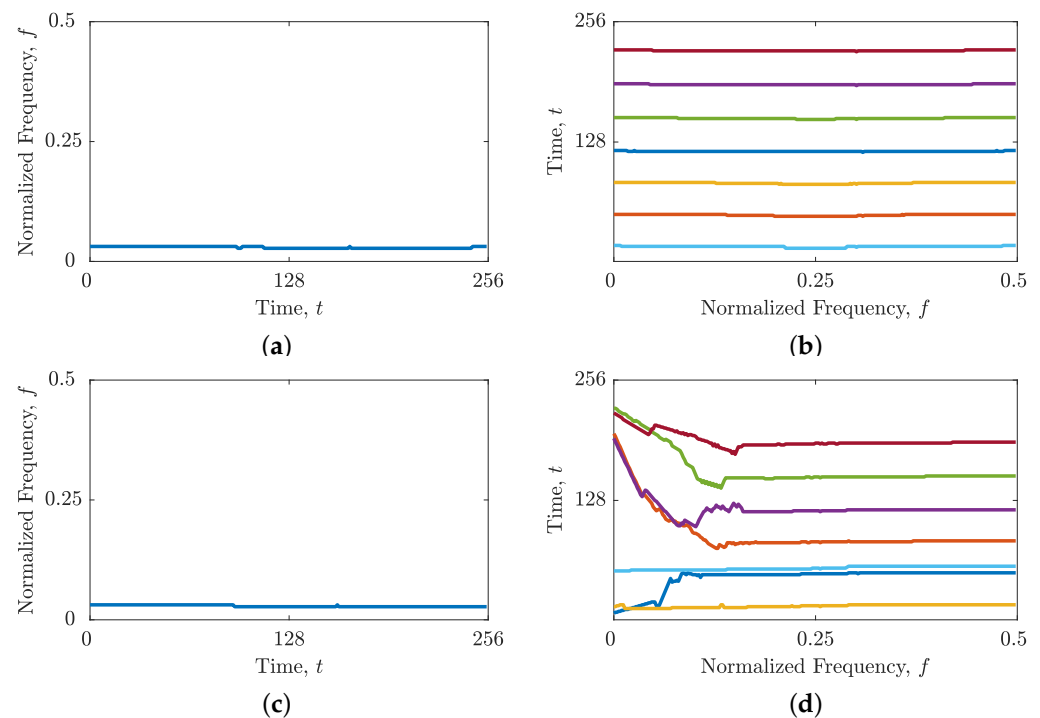 0.5
0.25
0
Normalized Frequency, f
0
128
256
Time, t
(a)
256
128
Time, t
0
0.25
0.5
Normalized Frequency, f
(b)
0.5
0.25
0
Normalized Frequency, f
0
128
256
Time, t
(c)
256
128
Time, t
0
0.25
0.5
Normalized Frequency, f
(d)